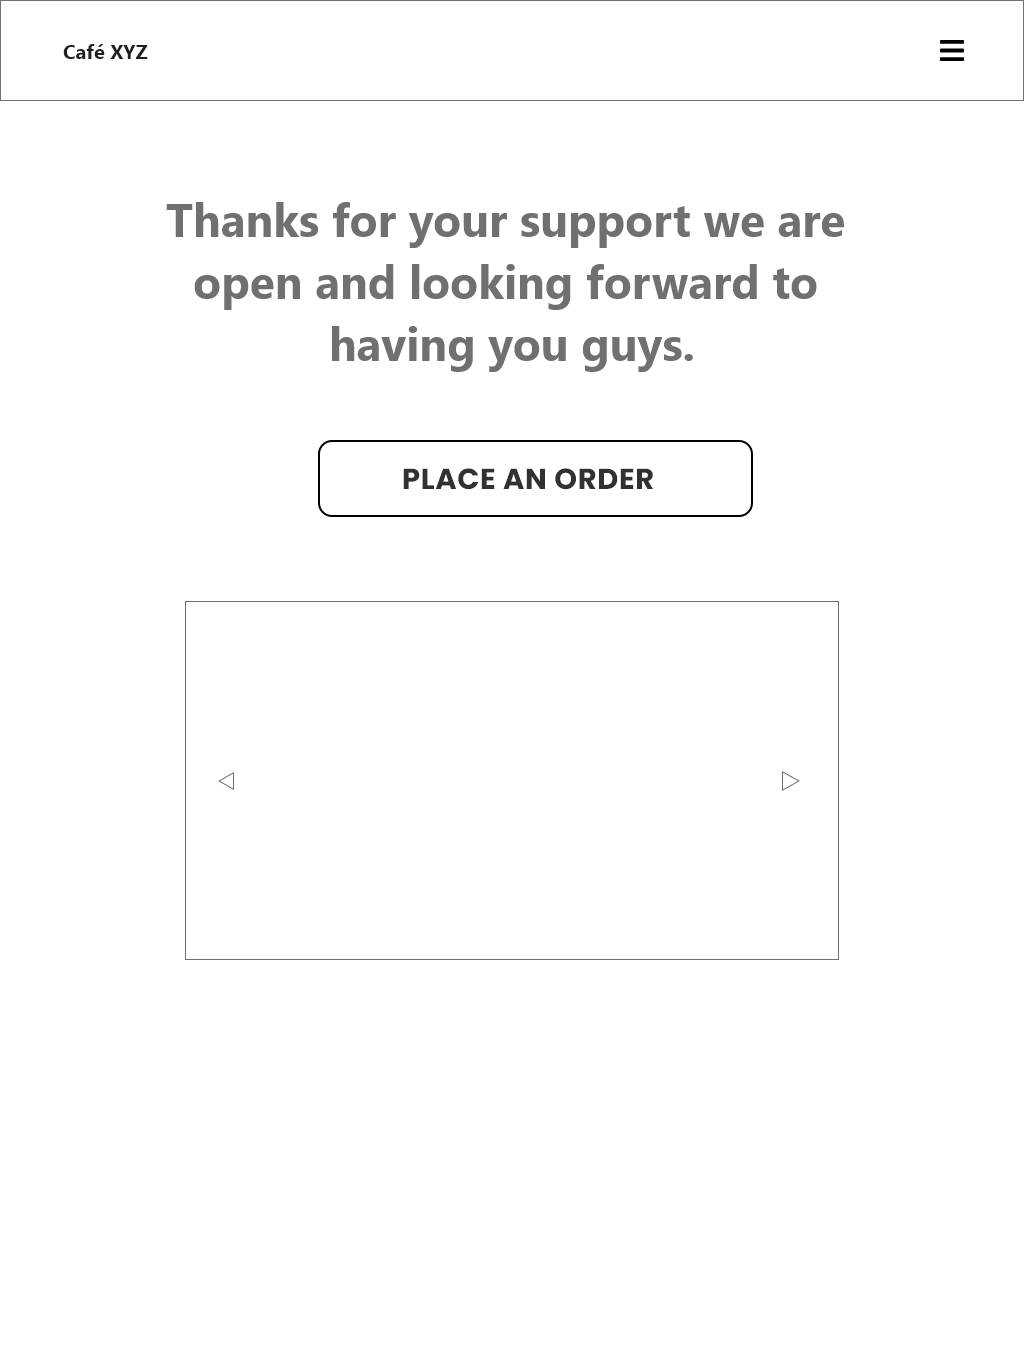 Café XYZ
Thanks for your support we are
open and looking forward to
having you guys.
PLACE AN ORDER